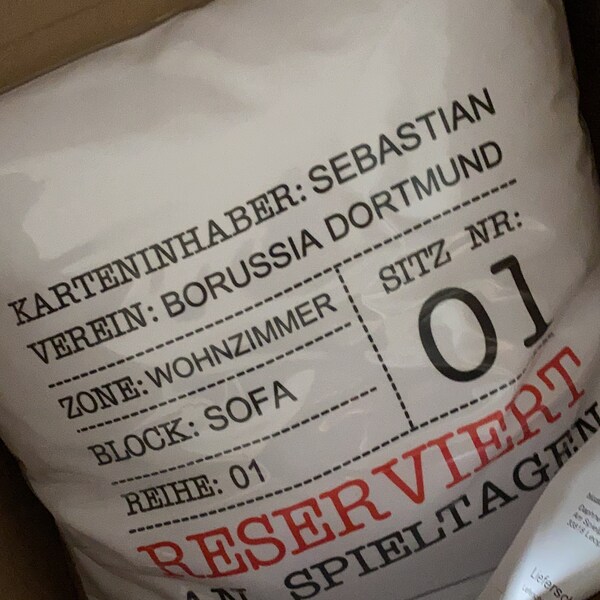 KARTENINHABER: SEBASTIAN
VEREIN: BORUSSIA DORTMUND
ZONE: WOHNZIMMER
BLOCK: SOFA
REIHE: 01
SITZ NR:
01
RESERVIERT
AN SPIELTAGEN